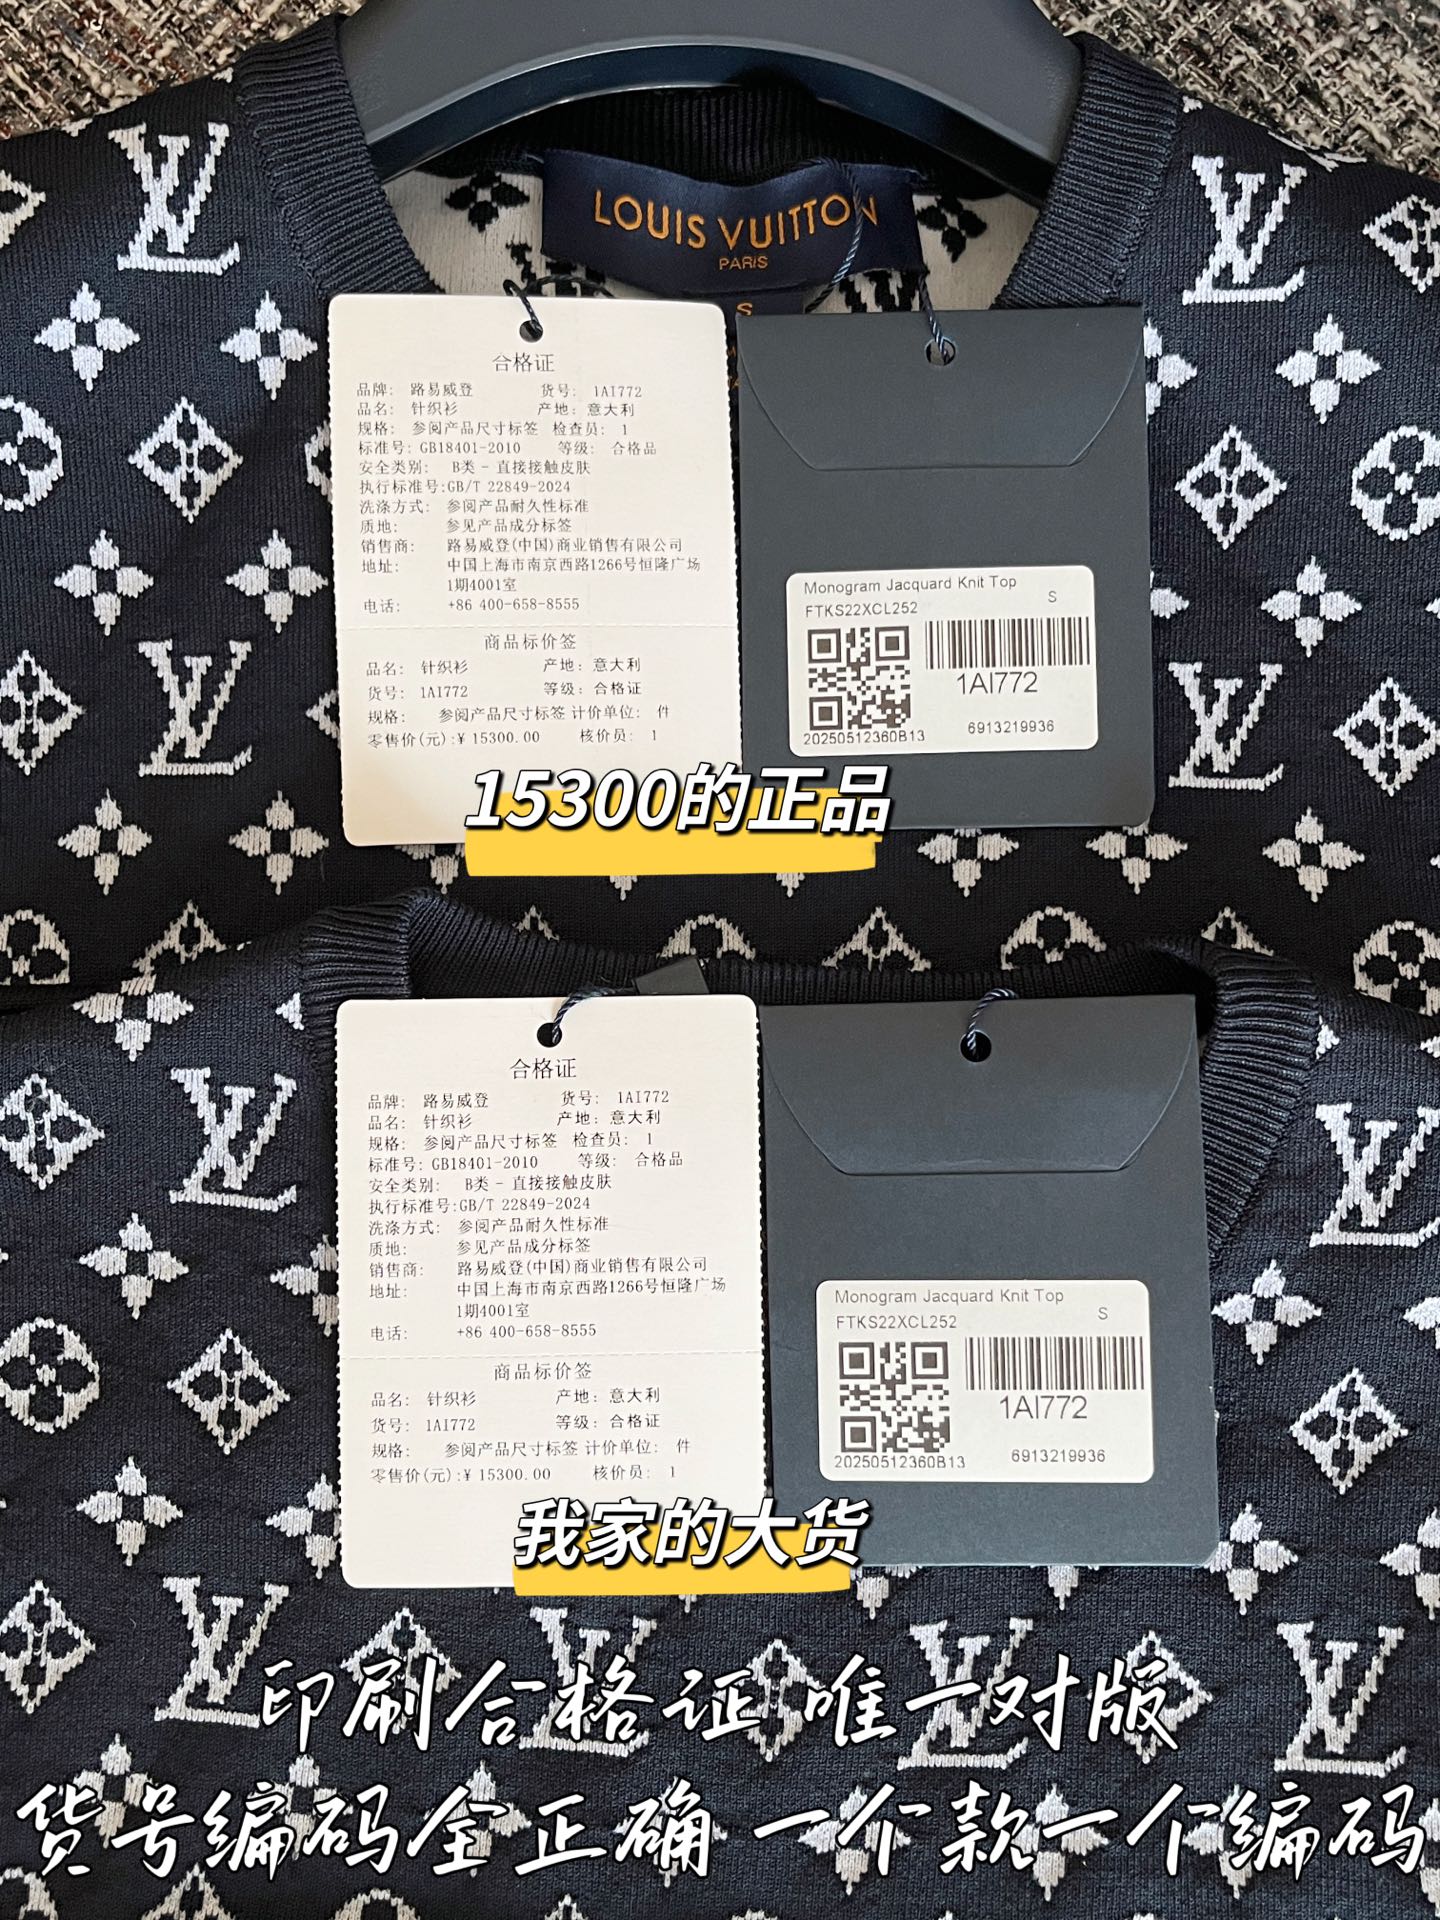 LOUIS VUITTON
PARIS
S
合格证
品牌: 路易威登 货号: 1AI772
品名: 针织衫 产地: 意大利
规格: 参阅产品尺寸标签 检查员: 1
标准号: GB18401-2010 等级: 合格品
安全类别: B类 - 直接接触皮肤
执行标准号:GB/T 22849-2024
洗涤方式: 参阅产品耐久性标准
质地: 参见产品成分标签
销售商: 路易威登(中国)商业销售有限公司
地址: 中国上海市南京西路1266号恒隆广场
1期4001室
电话: +86 400-658-8555
商品标价签
品名: 针织衫 产地: 意大利
货号: 1AI772 等级: 合格证
规格: 参阅产品尺寸标签 计价单位: 件
零售价(元):¥ 15300.00 核价员: 1
Monogram Jacquard Knit Top
FTKS22XCL252 S
1AI772
20250512360B13 6913219936
15300的正品
合格证
品牌: 路易威登 货号: 1AI772
品名: 针织衫 产地: 意大利
规格: 参阅产品尺寸标签 检查员: 1
标准号: GB18401-2010 等级: 合格品
安全类别: B类 - 直接接触皮肤
执行标准号:GB/T 22849-2024
洗涤方式: 参阅产品耐久性标准
质地: 参见产品成分标签
销售商: 路易威登(中国)商业销售有限公司
地址: 中国上海市南京西路1266号恒隆广场
1期4001室
电话: +86 400-658-8555
商品标价签
品名: 针织衫 产地: 意大利
货号: 1AI772 等级: 合格证
规格: 参阅产品尺寸标签 计价单位: 件
零售价(元):¥ 15300.00 核价员: 1
Monogram Jacquard Knit Top
FTKS22XCL252 S
1AI772
20250512360B13 6913219936
我家的大货
印刷合格证 唯一对版
货号编码全正确 一个款一个编码